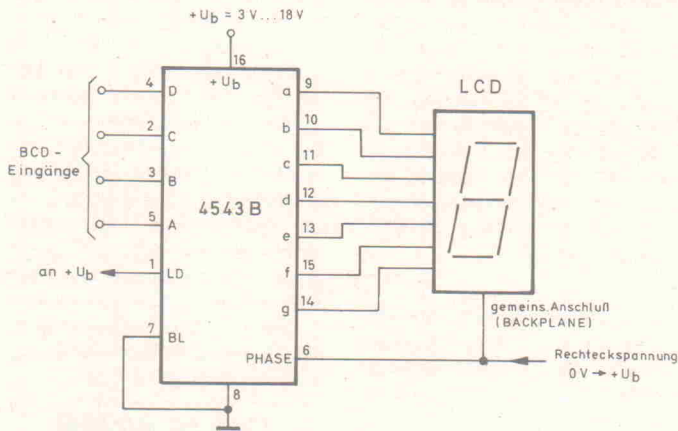 +Ub = 3 V...18 V
16
+Ub
LCD
4 D
2 C
3 B
5 A
BCD-
Eingänge
4543 B
a 9
b 10
c 11
d 12
e 13
f 15
g 14
an +Ub
1 LD
7 BL
PHASE 6
8
gemeins. Anschluß
(BACKPLANE)
Rechteckspannung
0V → +Ub